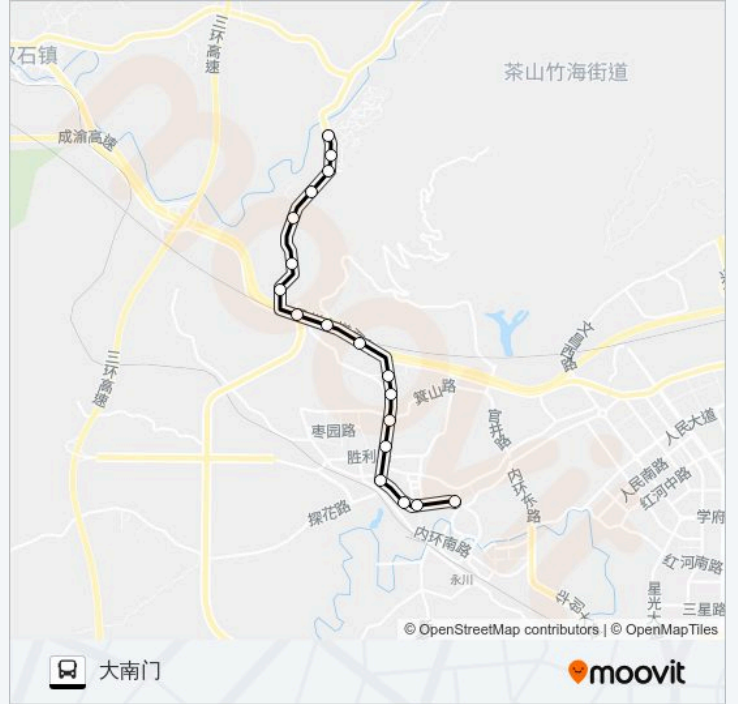 三环高速
双石镇
茶山竹海街道
成渝高速
文昌西路
三环高速
箕山路
官井路
人民大道
枣园路
胜利
内环东路
人民南路
红河中路
探花路
学府
内环南路
红河南路
永川
星光大
三星路
© OpenStreetMap contributors | © OpenMapTiles
大南门
moovit